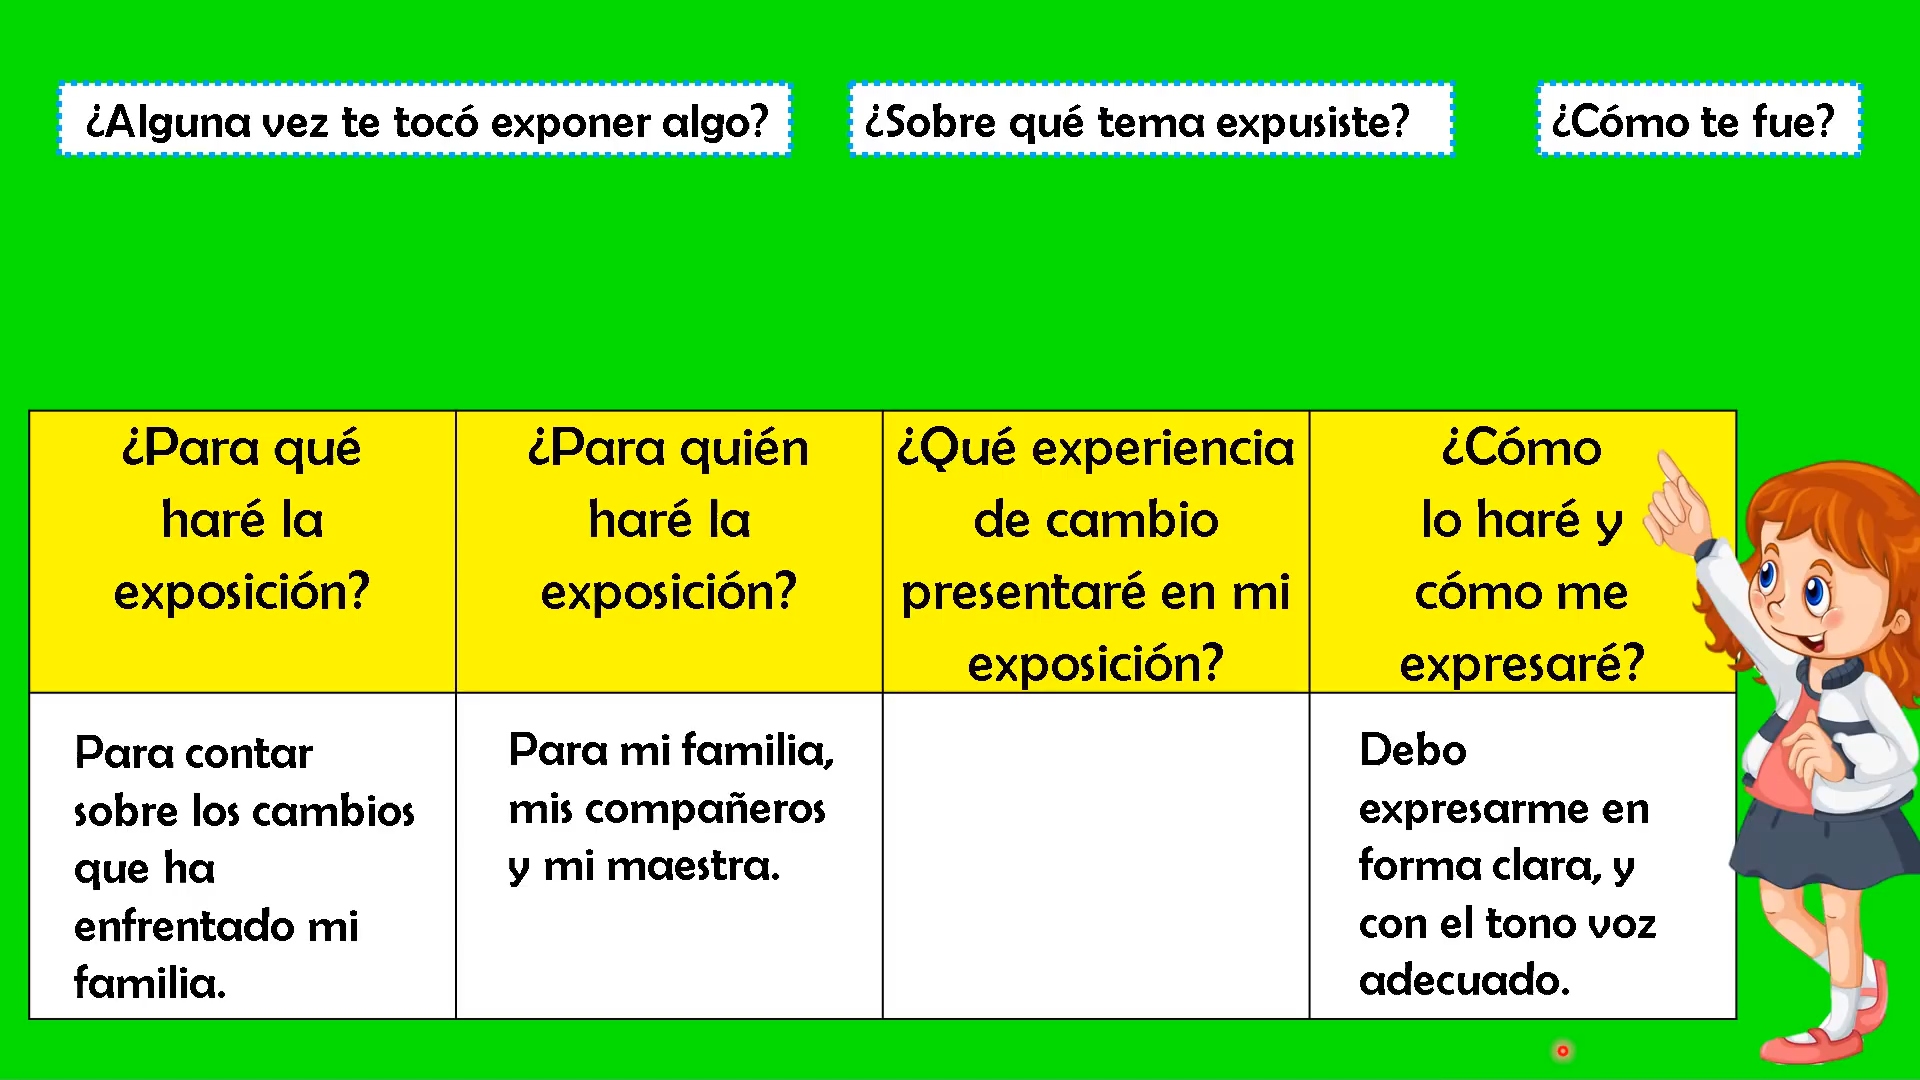 ¿Alguna vez te tocó exponer algo?
¿Sobre qué tema expusiste?
¿Cómo te fue?
¿Para qué
haré la
exposición?
¿Para quién
haré la
exposición?
¿Qué experiencia
de cambio
presentaré en mi
exposición?
¿Cómo
lo haré y
cómo me
expresaré?
Para contar
sobre los cambios
que ha
enfrentado mi
familia.
Para mi familia,
mis compañeros
y mi maestra.
Debo
expresarme en
forma clara, y
con el tono voz
adecuado.